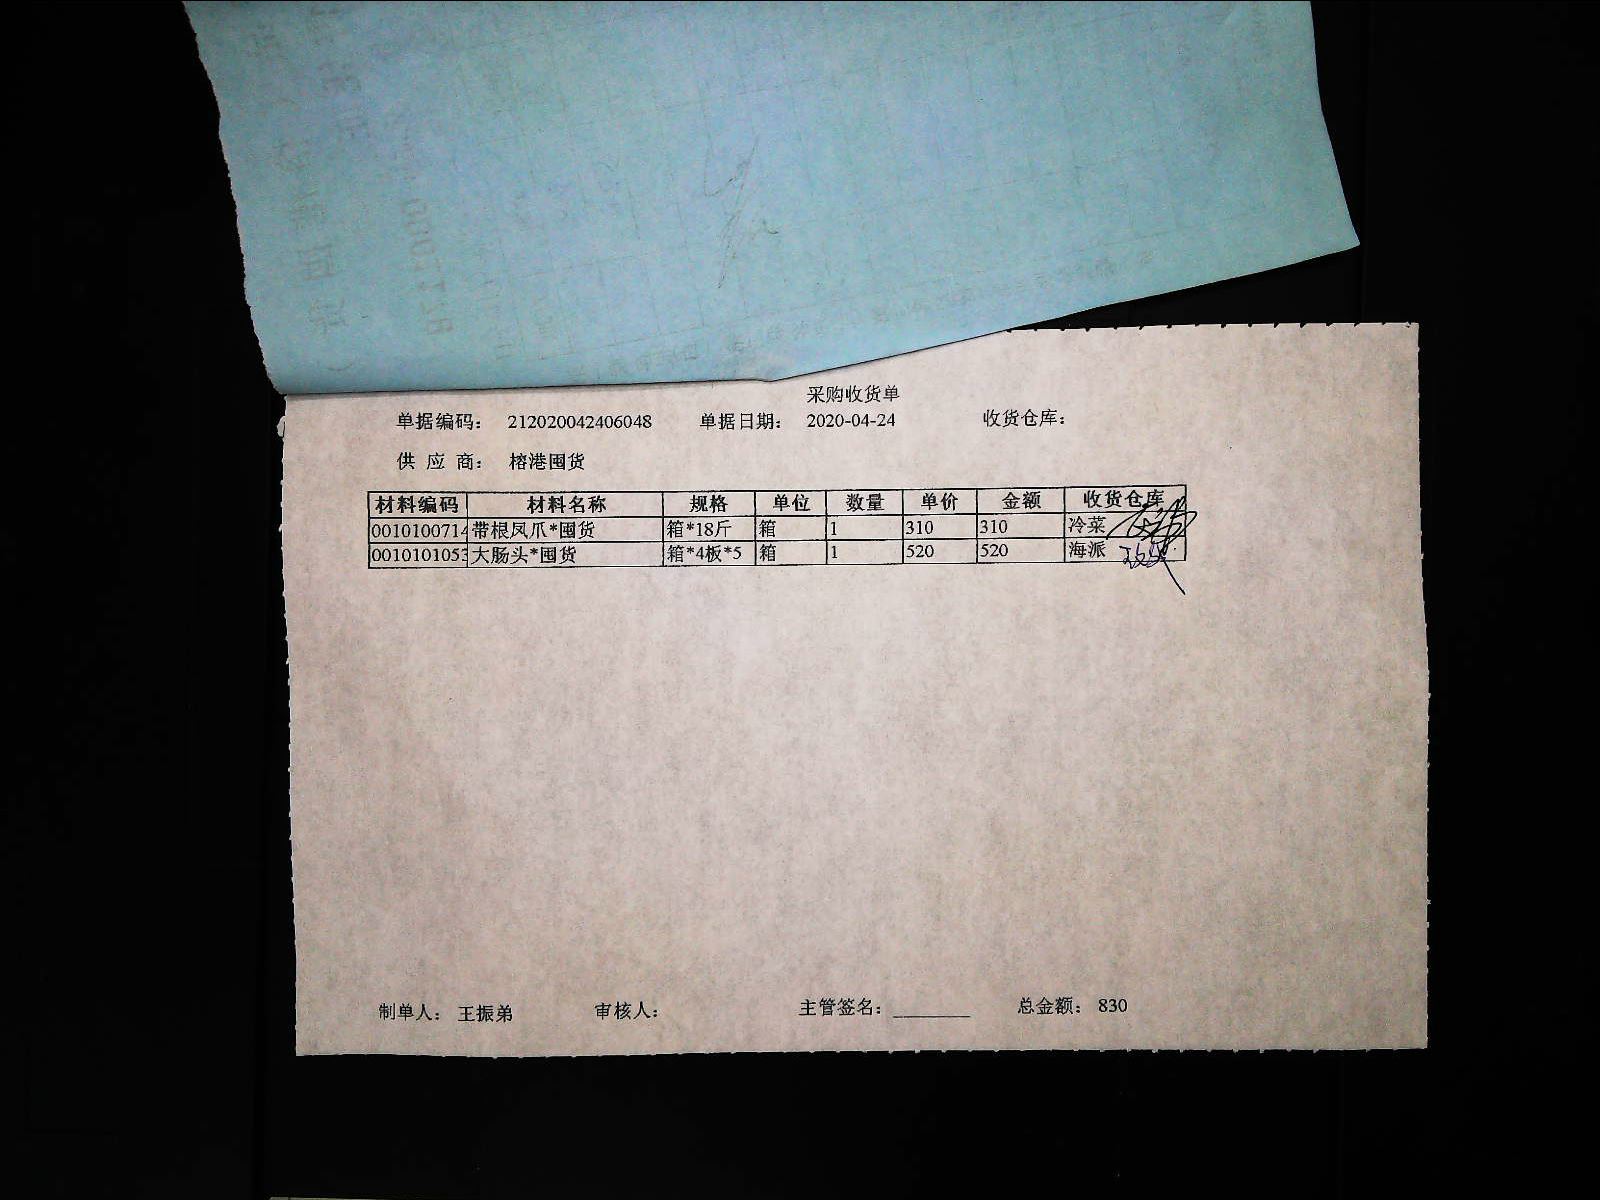 采购收货单
单据编码： 212020042406048 单据日期： 2020-04-24 收货仓库：
供 应 商： 榕港囤货
材料编码 材料名称 规格 单位 数量 单价 金额 收货仓库
0010100714 带根凤爪*囤货 箱*18斤 箱 1 310 310 冷菜
0010101053 大肠头*囤货 箱*4板*5 箱 1 520 520 海派
制单人： 王振弟 审核人： 主管签名： ________ 总金额： 830